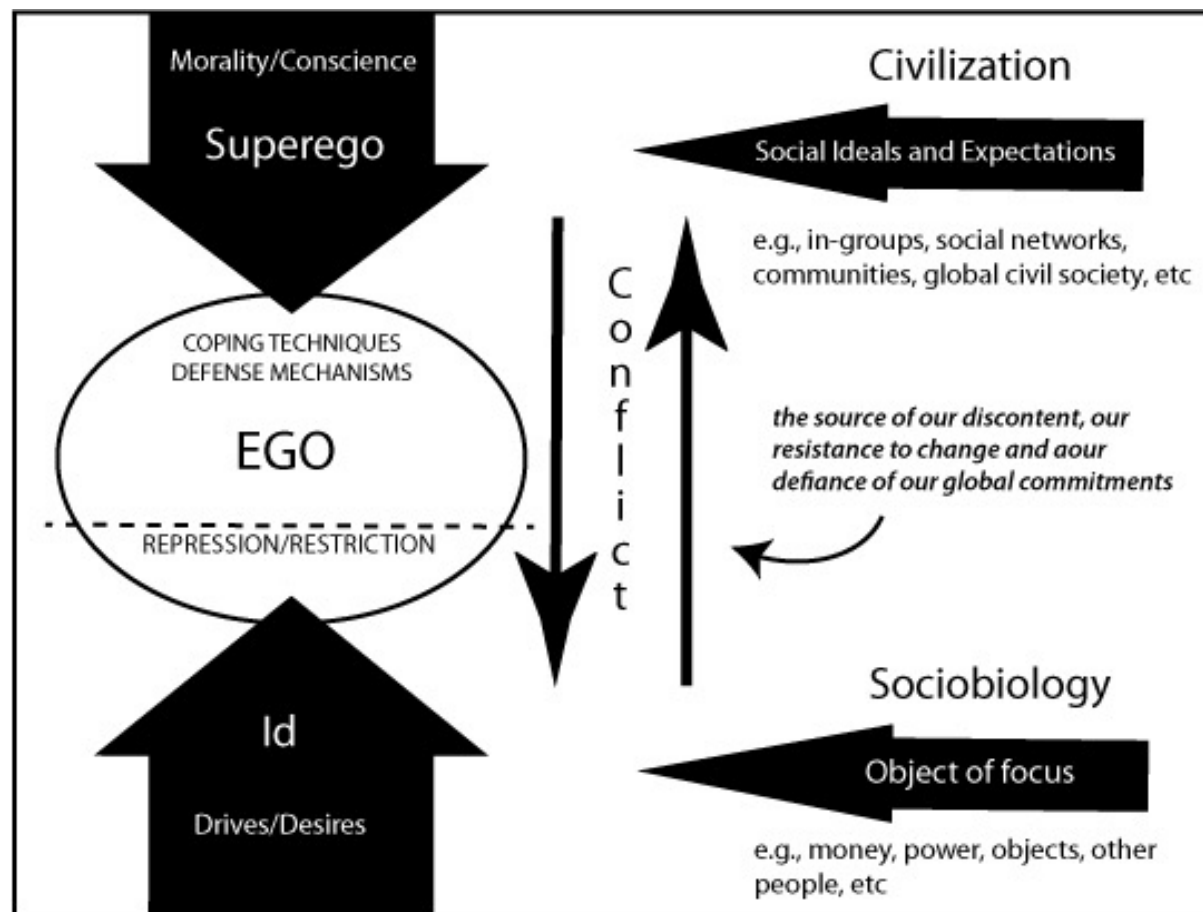 Morality/Conscience
Superego
COPING TECHNIQUES
DEFENSE MECHANISMS
EGO
REPRESSION/RESTRICTION
Id
Drives/Desires
Conflict
Civilization
Social Ideals and Expectations
e.g., in-groups, social networks,
communities, global civil society, etc
the source of our discontent, our
resistance to change and aour
defiance of our global commitments
Sociobiology
Object of focus
e.g., money, power, objects, other
people, etc